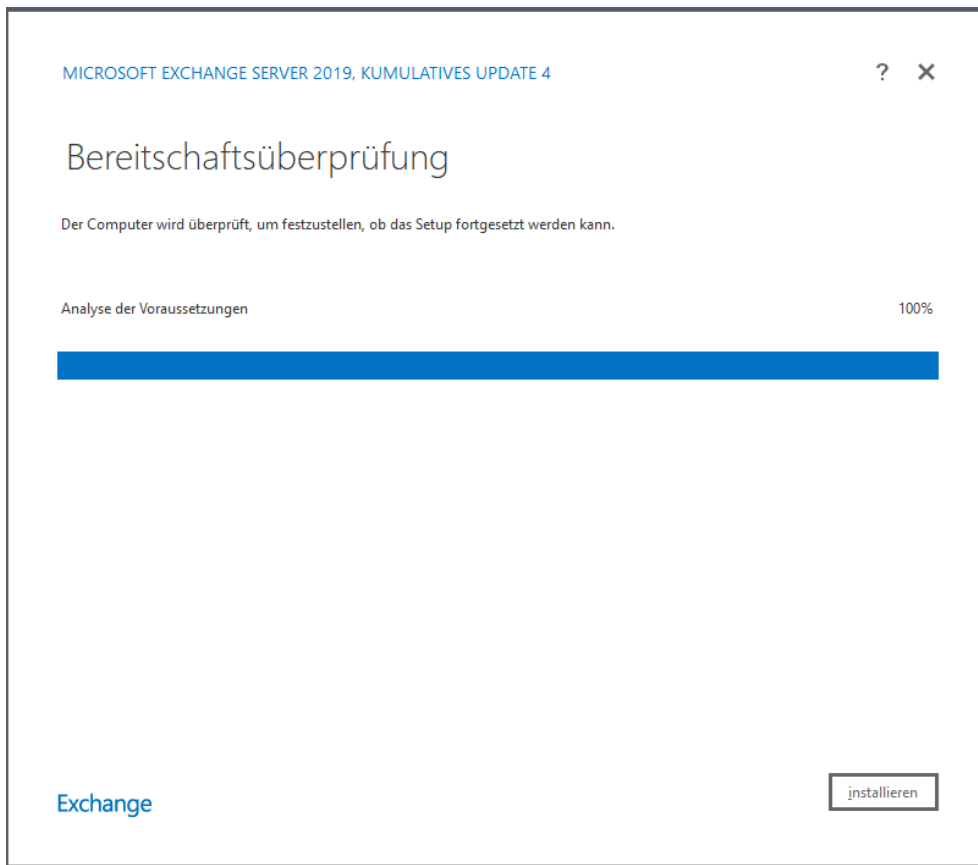 MICROSOFT EXCHANGE SERVER 2019, KUMULATIVES UPDATE 4
?
Bereitschaftsüberprüfung
Der Computer wird überprüft, um festzustellen, ob das Setup fortgesetzt werden kann.
Analyse der Voraussetzungen 100%
installieren
Exchange